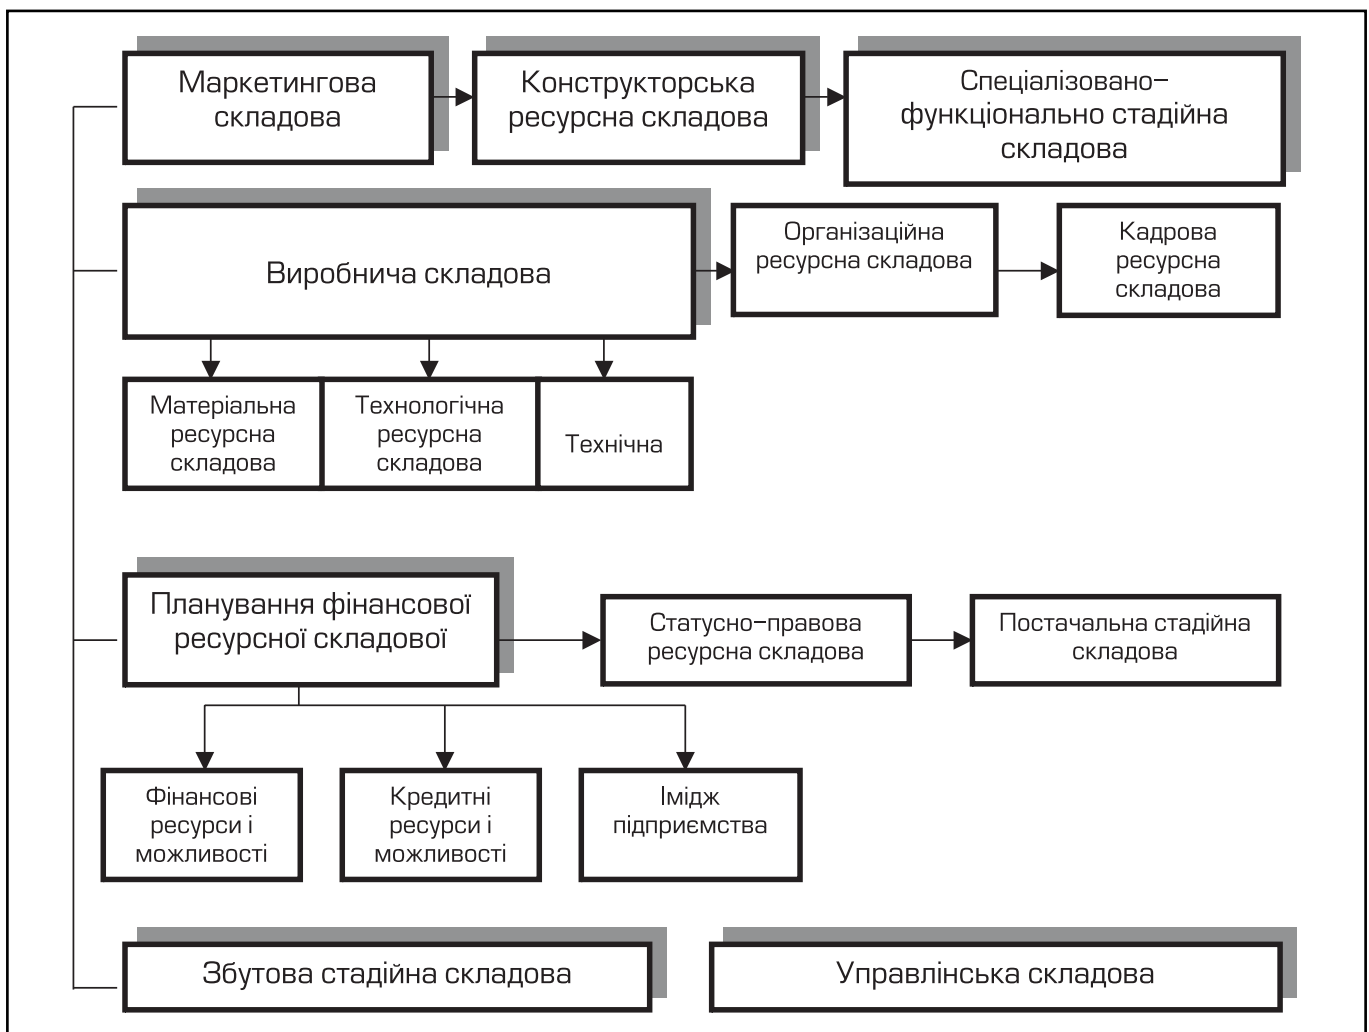 Маркетингова
складова
Конструкторська
ресурсна складова
Спеціалізовано–
функціонально стадійна
складова
Виробнича складова
Організаційна
ресурсна складова
Кадрова
ресурсна
складова
Матеріальна
ресурсна
складова
Технологічна
ресурсна
складова
Технічна
Планування фінансової
ресурсної складової
Статусно–правова
ресурсна складова
Постачальна стадійна
складова
Фінансові
ресурси і
можливості
Кредитні
ресурси і
можливості
Імідж
підприємства
Збутова стадійна складова
Управлінська складова